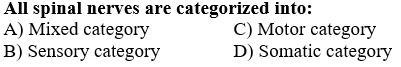 All spinal nerves are categorized into:
A) Mixed category C) Motor category
B) Sensory category D) Somatic category